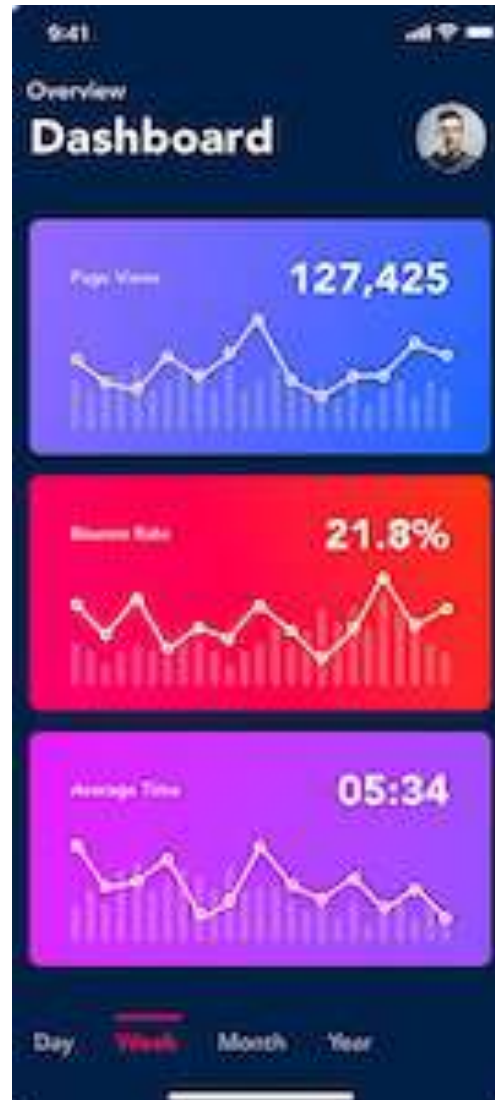 9:41
Overview
Dashboard
Page Views
127,425
Bounce Rate
21.8%
Average Time
05:34
Day Week Month Year